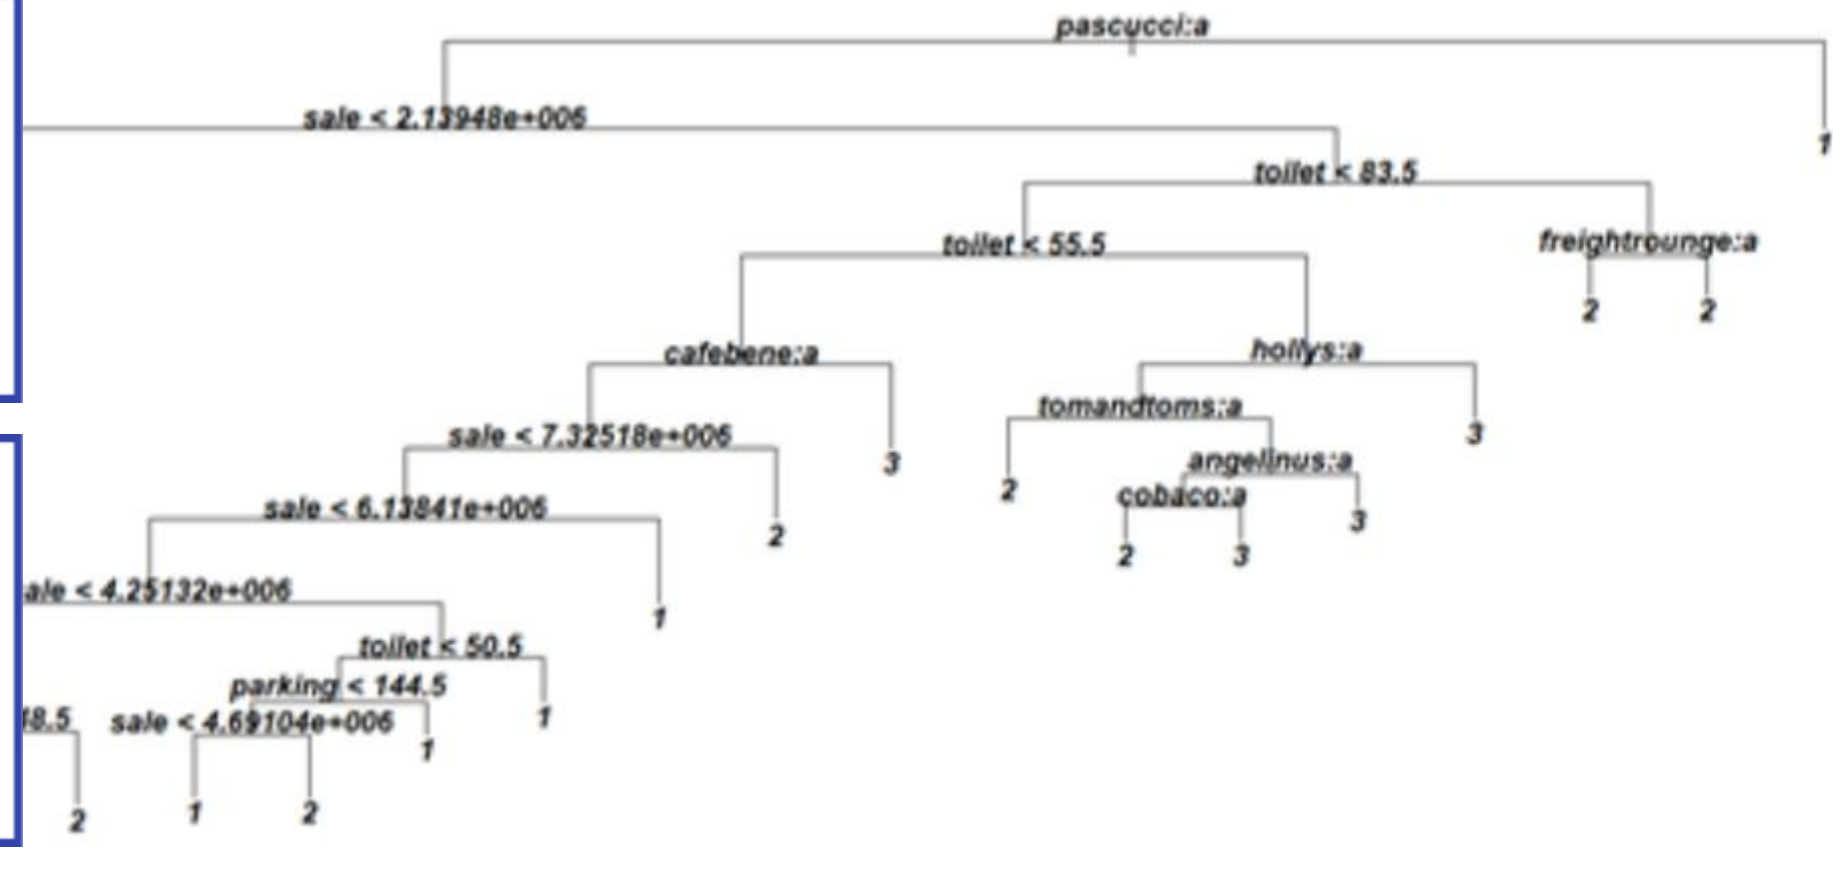 pascucci:a
sale < 2.13948e+006
1
toilet < 83.5
toilet < 55.5
freightrounge:a
2 2
cafebene:a
hollys:a
tomandtoms:a
sale < 7.32518e+006
3
3
angelinus:a
2
cobaco:a
sale < 6.13841e+006
3
2
2 3
ale < 4.25132e+006
1
toilet < 50.5
parking < 144.5
48.5
sale < 4.69104e+006
1
1
2
1 2